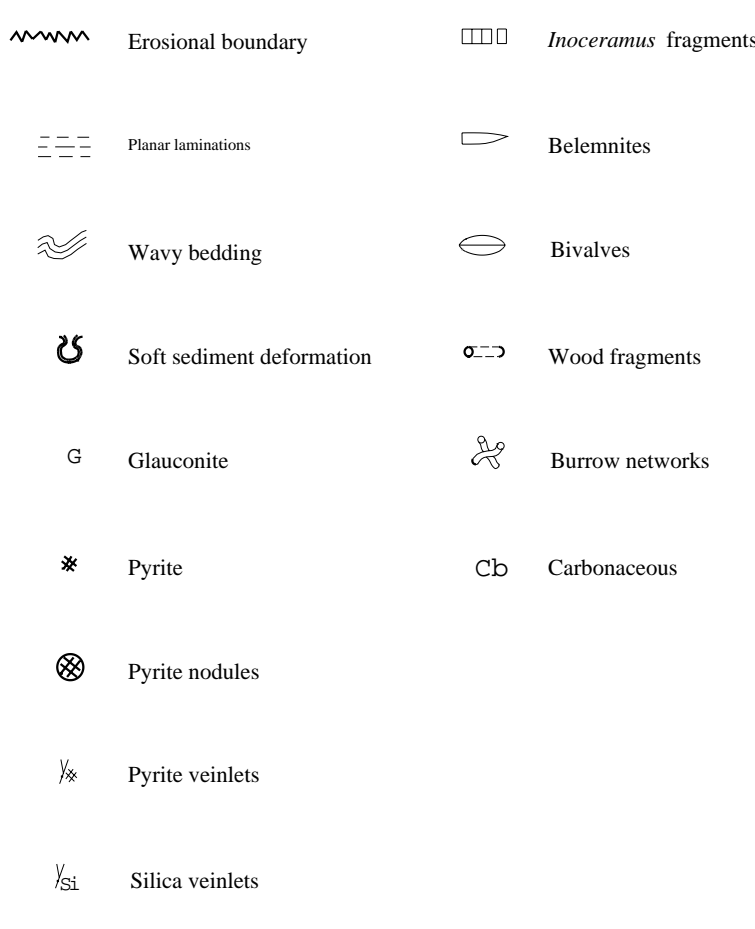 Erosional boundary
Inoceramus fragments
Planar laminations
Belemnites
Wavy bedding
Bivalves
Soft sediment deformation
Wood fragments
G Glauconite
Burrow networks
Pyrite
Cb Carbonaceous
Pyrite nodules
Pyrite veinlets
Si Silica veinlets